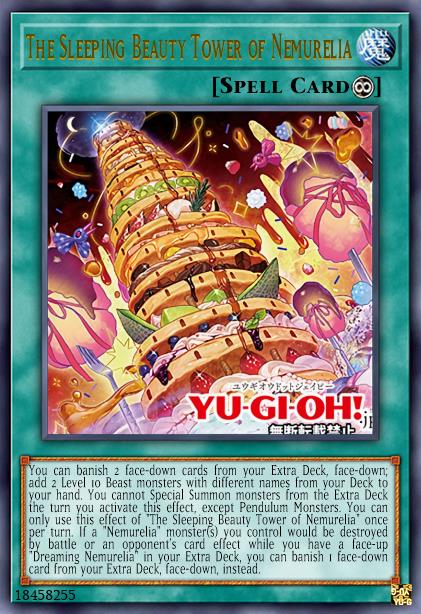 The Sleeping Beauty Tower of Nemurelia
魔
[Spell Card]
ユウギオウドットジェイピー
YU-GI-OH!
無断転載禁止
You can banish 2 face-down cards from your Extra Deck, face-down;
add 2 Level 10 Beast monsters with different names from your Deck to
your hand. You cannot Special Summon monsters from the Extra Deck
the turn you activate this effect, except Pendulum Monsters. You can
only use this effect of "The Sleeping Beauty Tower of Nemurelia" once
per turn. If a "Nemurelia" monster(s) you control would be destroyed
by battle or an opponent's card effect while you have a face-up
"Dreaming Nemurelia" in your Extra Deck, you can banish 1 face-down
card from your Extra Deck, face-down, instead.
18458255